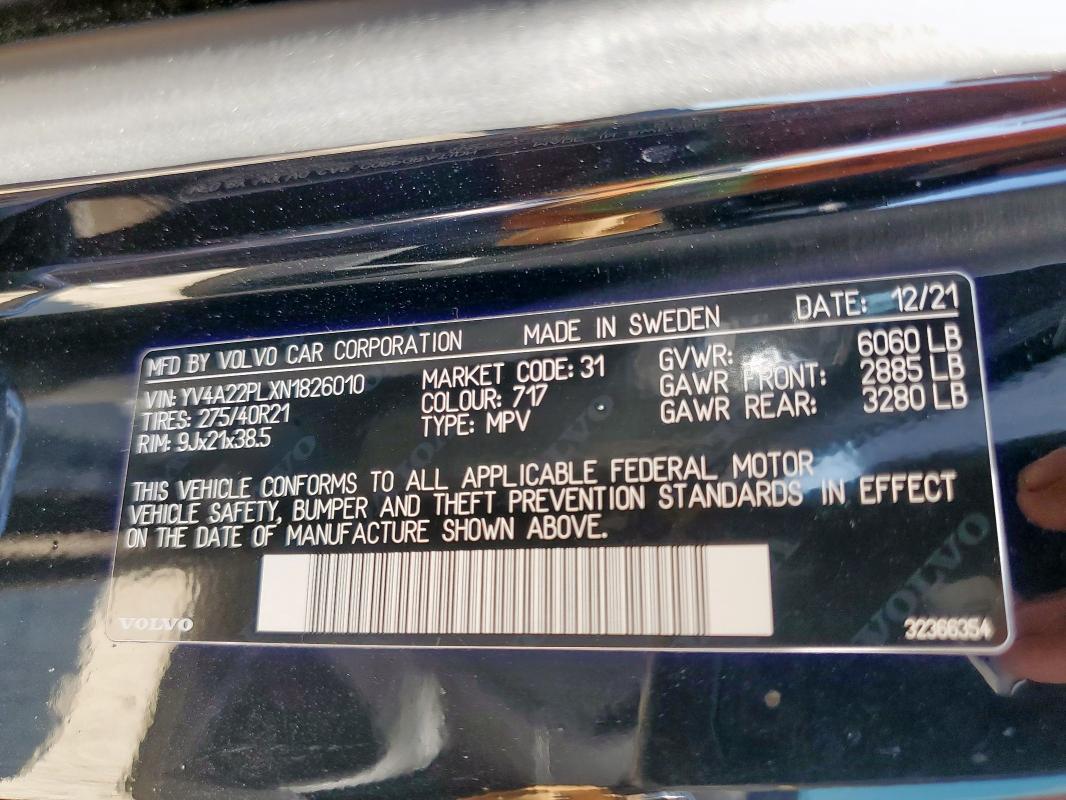 MFD BY VOLVO CAR CORPORATION MADE IN SWEDEN DATE: 12/21
VIN: YV4A22PLXN1826010 MARKET CODE: 31 GVWR: 6060 LB
TIRES: 275/40R21 COLOUR: 717 GAWR FRONT: 2885 LB
RIM: 9Jx21x38.5 TYPE: MPV GAWR REAR: 3280 LB
THIS VEHICLE CONFORMS TO ALL APPLICABLE FEDERAL MOTOR
VEHICLE SAFETY, BUMPER AND THEFT PREVENTION STANDARDS IN EFFECT
ON THE DATE OF MANUFACTURE SHOWN ABOVE.
VOLVO
VOLVO 32366354